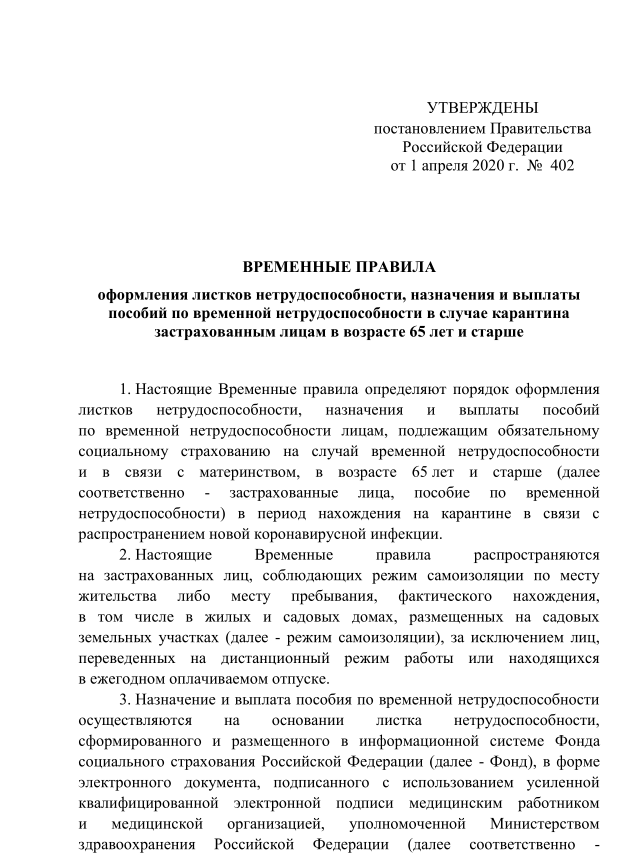 УТВЕРЖДЕНЫ
постановлением Правительства
Российской Федерации
от 1 апреля 2020 г. № 402
ВРЕМЕННЫЕ ПРАВИЛА
оформления листков нетрудоспособности, назначения и выплаты
пособий по временной нетрудоспособности в случае карантина
застрахованным лицам в возрасте 65 лет и старше
1. Настоящие Временные правила определяют порядок оформления
листков нетрудоспособности, назначения и выплаты пособий
по временной нетрудоспособности лицам, подлежащим обязательному
социальному страхованию на случай временной нетрудоспособности
и в связи с материнством, в возрасте 65 лет и старше (далее
соответственно - застрахованные лица, пособие по временной
нетрудоспособности) в период нахождения на карантине в связи с
распространением новой коронавирусной инфекции.
2. Настоящие Временные правила распространяются
на застрахованных лиц, соблюдающих режим самоизоляции по месту
жительства либо месту пребывания, фактического нахождения,
в том числе в жилых и садовых домах, размещенных на садовых
земельных участках (далее - режим самоизоляции), за исключением лиц,
переведенных на дистанционный режим работы или находящихся
в ежегодном оплачиваемом отпуске.
3. Назначение и выплата пособия по временной нетрудоспособности
осуществляются на основании листка нетрудоспособности,
сформированного и размещенного в информационной системе Фонда
социального страхования Российской Федерации (далее - Фонд), в форме
электронного документа, подписанного с использованием усиленной
квалифицированной электронной подписи медицинским работником
и медицинской организацией, уполномоченной Министерством
здравоохранения Российской Федерации (далее соответственно -